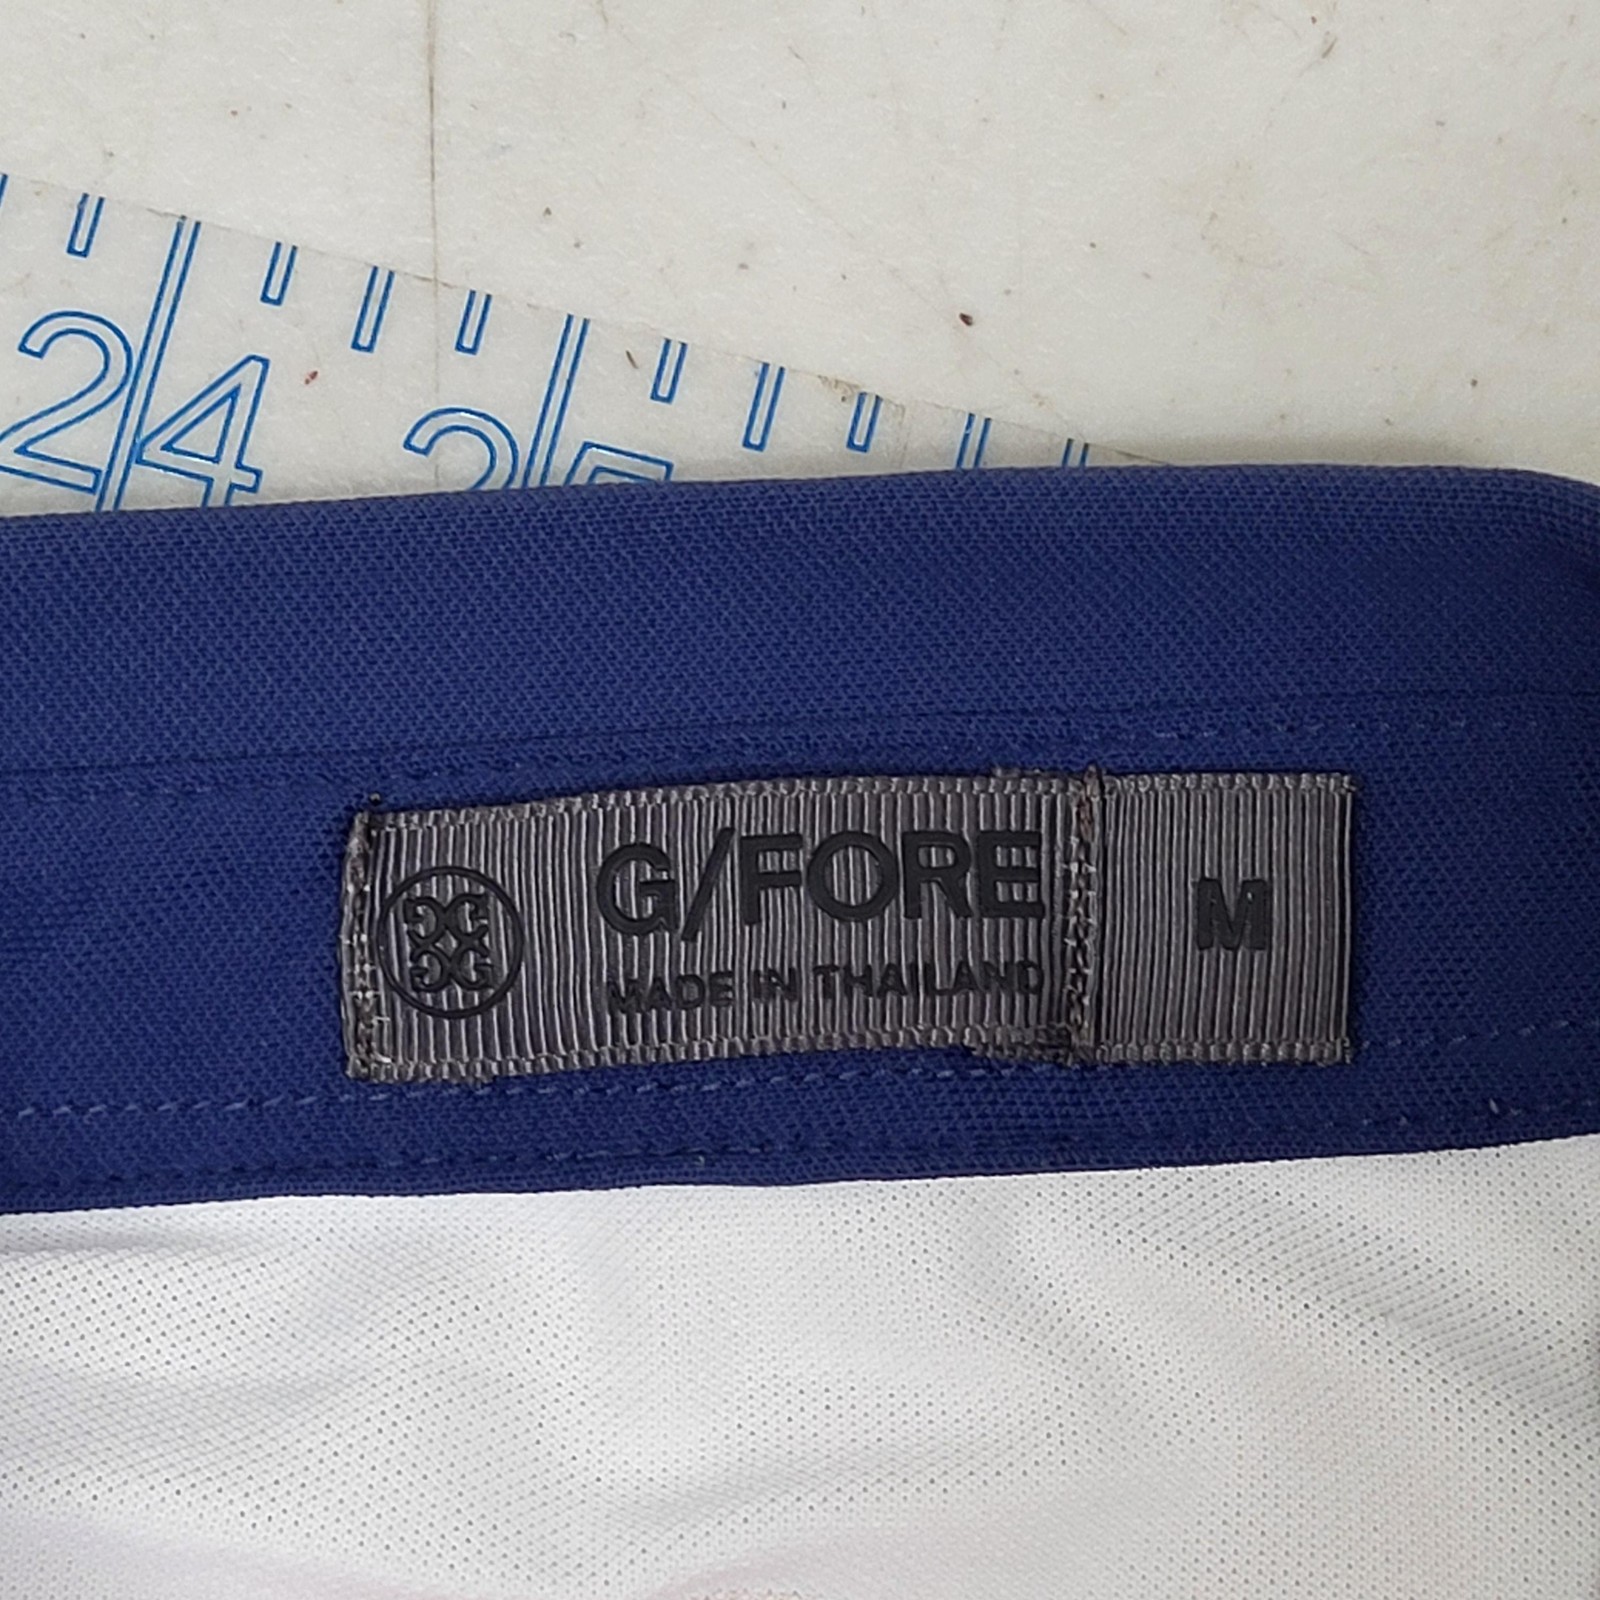 24 25
G/FORE
MADE IN THAILAND
M